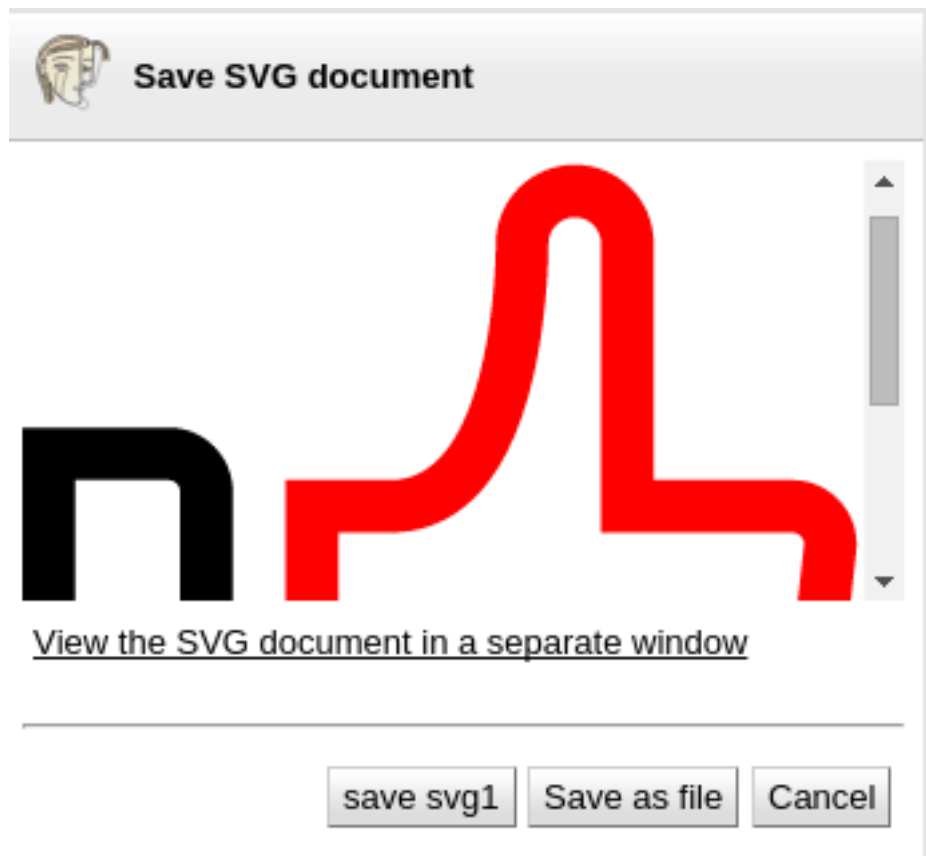 Save SVG document
View the SVG document in a separate window
save svg1 Save as file Cancel